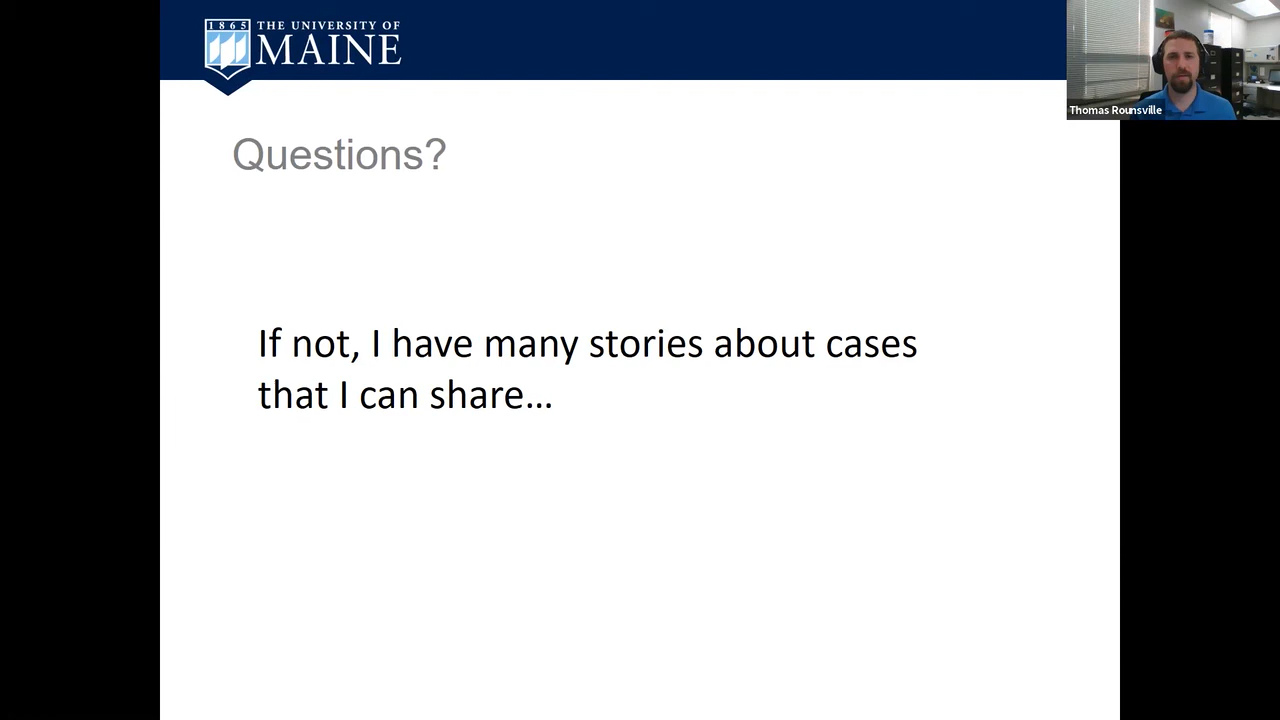 1865
THE UNIVERSITY OF
MAINE
Thomas Rounsville
Questions?
If not, I have many stories about cases
that I can share…